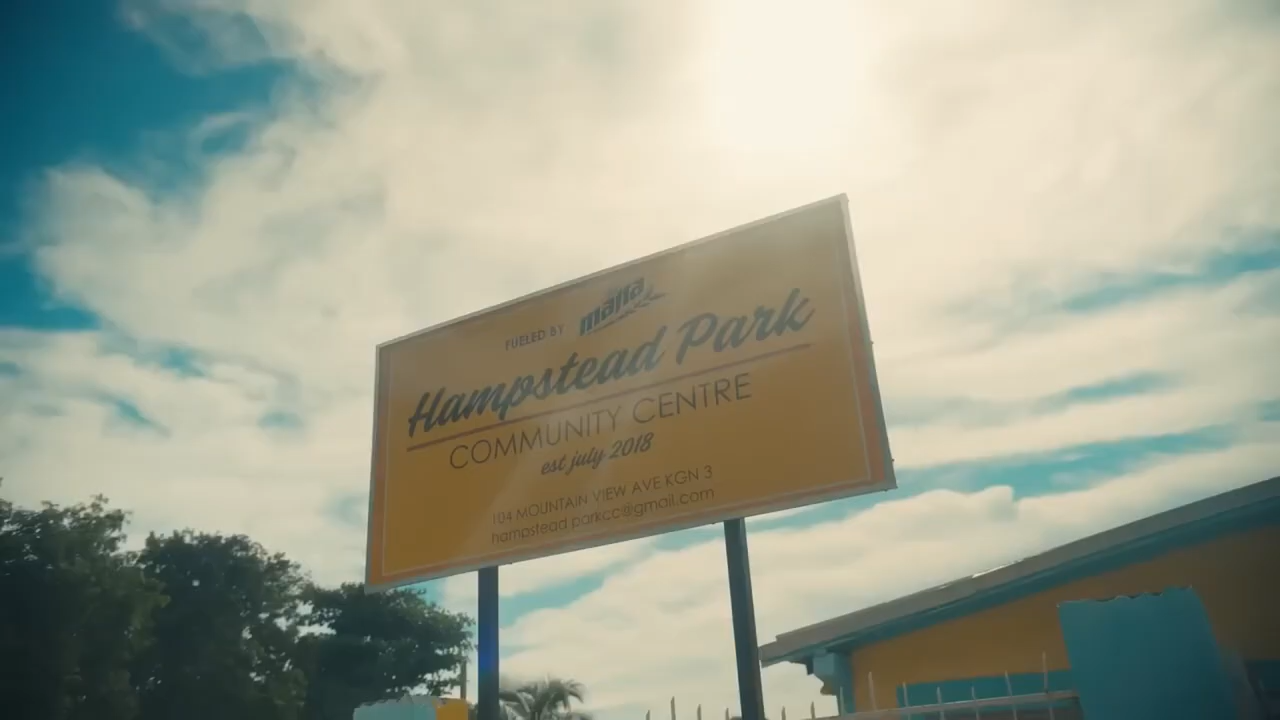 FUELED BY malta
Hampstead Park
COMMUNITY CENTRE
est july 2018
104 MOUNTAIN VIEW AVE KGN 3
hampstead.parkcc@gmail.com